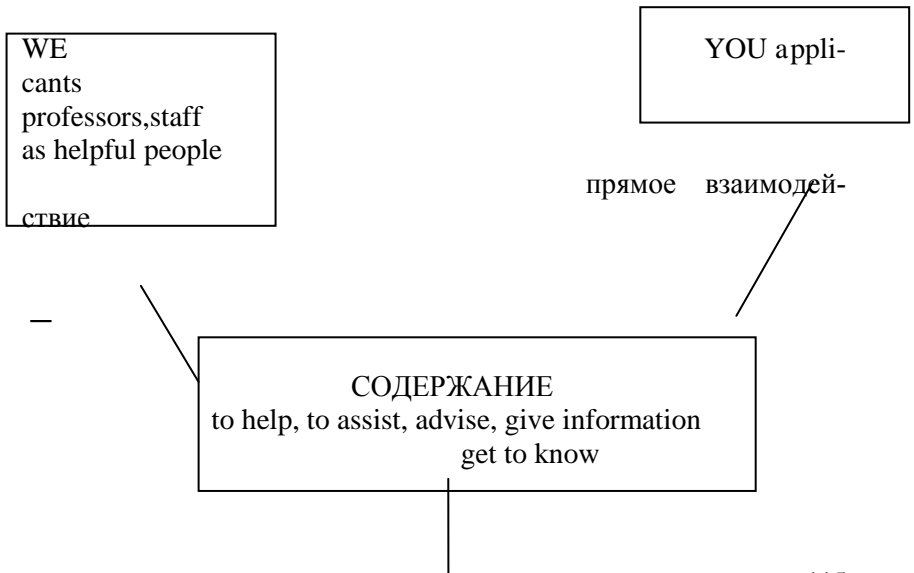 WE
YOU appli-
cants
professors,staff
as helpful people
прямое взаимодей-
ствие
СОДЕРЖАНИЕ
to help, to assist, advise, give information
get to know